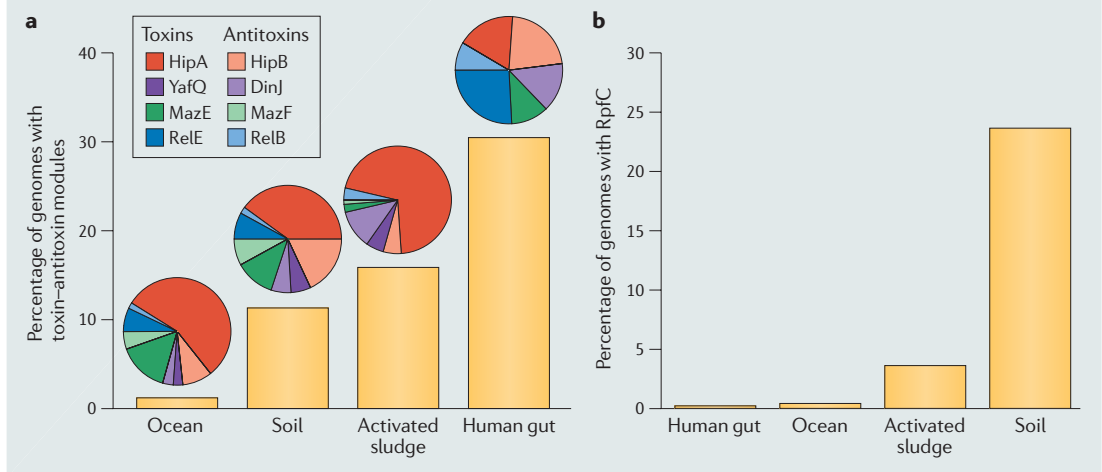 a
Percentage of genomes with
toxin–antitoxin modules
40
30
20
10
0
Toxins Antitoxins
HipA HipB
YafQ DinJ
MazE MazF
RelE RelB
Ocean
Soil
Activated
sludge
Human gut
b
Percentage of genomes with RpfC
30
25
20
15
10
5
0
Human gut
Ocean
Activated
sludge
Soil